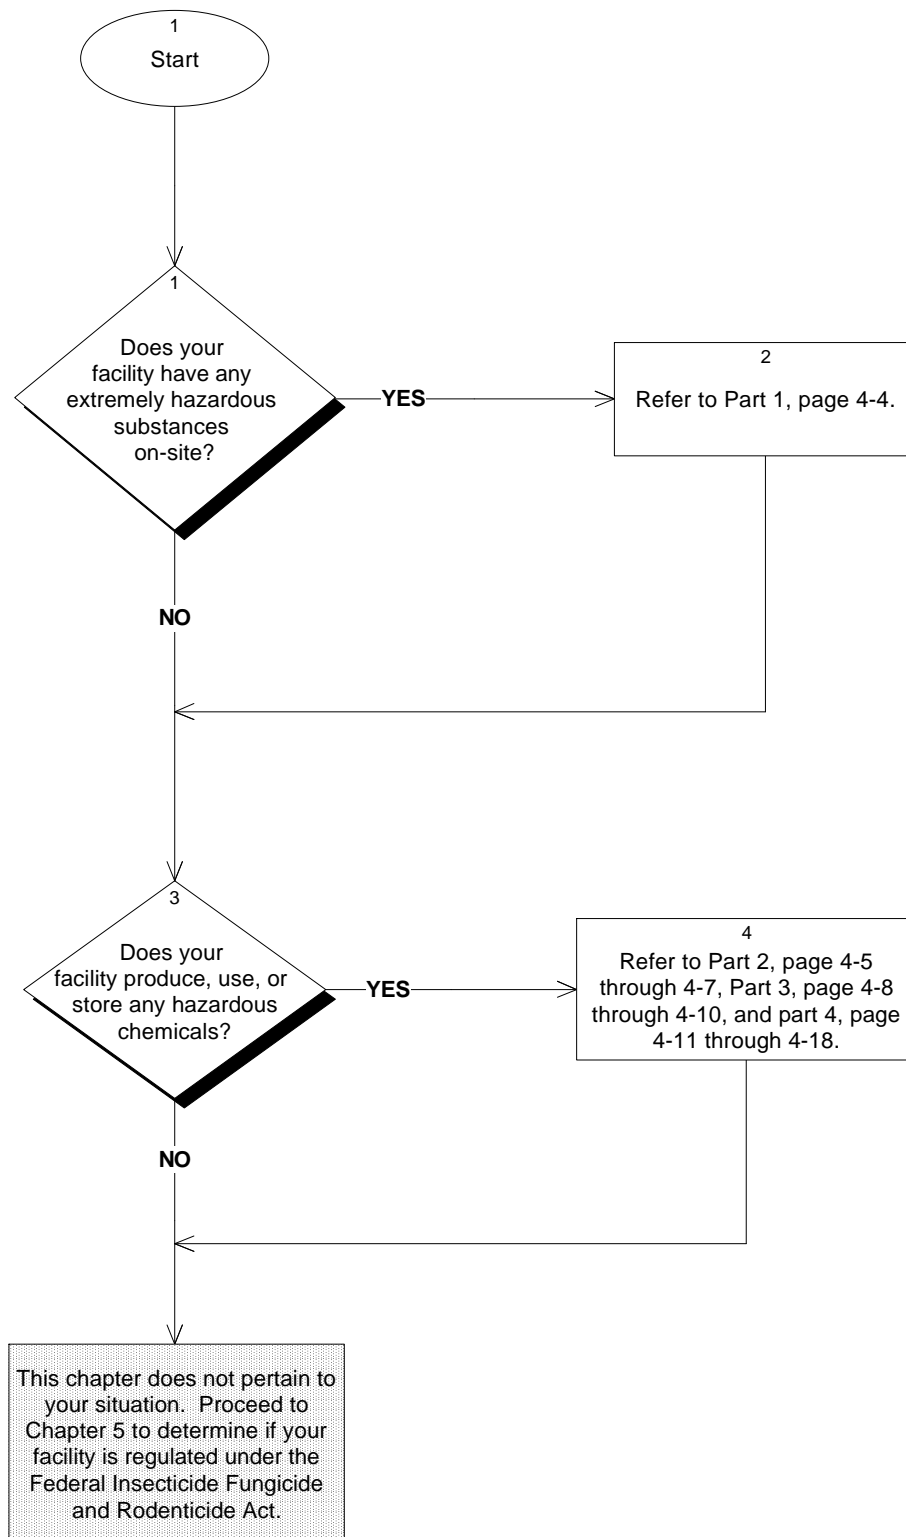 1
Start
1
Does your
facility have any
extremely hazardous
substances
on-site?
YES
2
Refer to Part 1, page 4-4.
NO
3
Does your
facility produce, use, or
store any hazardous
chemicals?
YES
4
Refer to Part 2, page 4-5
through 4-7, Part 3, page 4-8
through 4-10, and part 4, page
4-11 through 4-18.
NO
This chapter does not pertain to
your situation.  Proceed to
Chapter 5 to determine if your
facility is regulated under the
Federal Insecticide Fungicide
and Rodenticide Act.